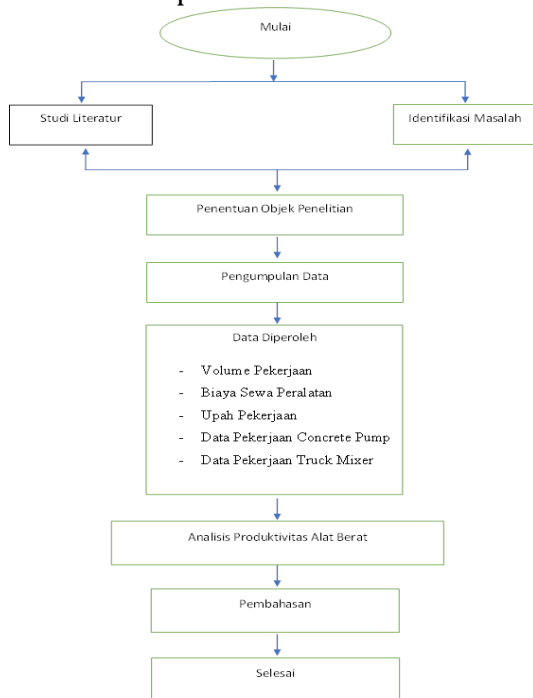 Mulai
Studi Literatur
Identifikasi Masalah
Penentuan Objek Penelitian
Pengumpulan Data
Data Diperoleh
- Volume Pekerjaan
- Biaya Sewa Peralatan
- Upah Pekerjaan
- Data Pekerjaan Concrete Pump
- Data Pekerjaan Truck Mixer
Analisis Produktivitas Alat Berat
Pembahasan
Selesai